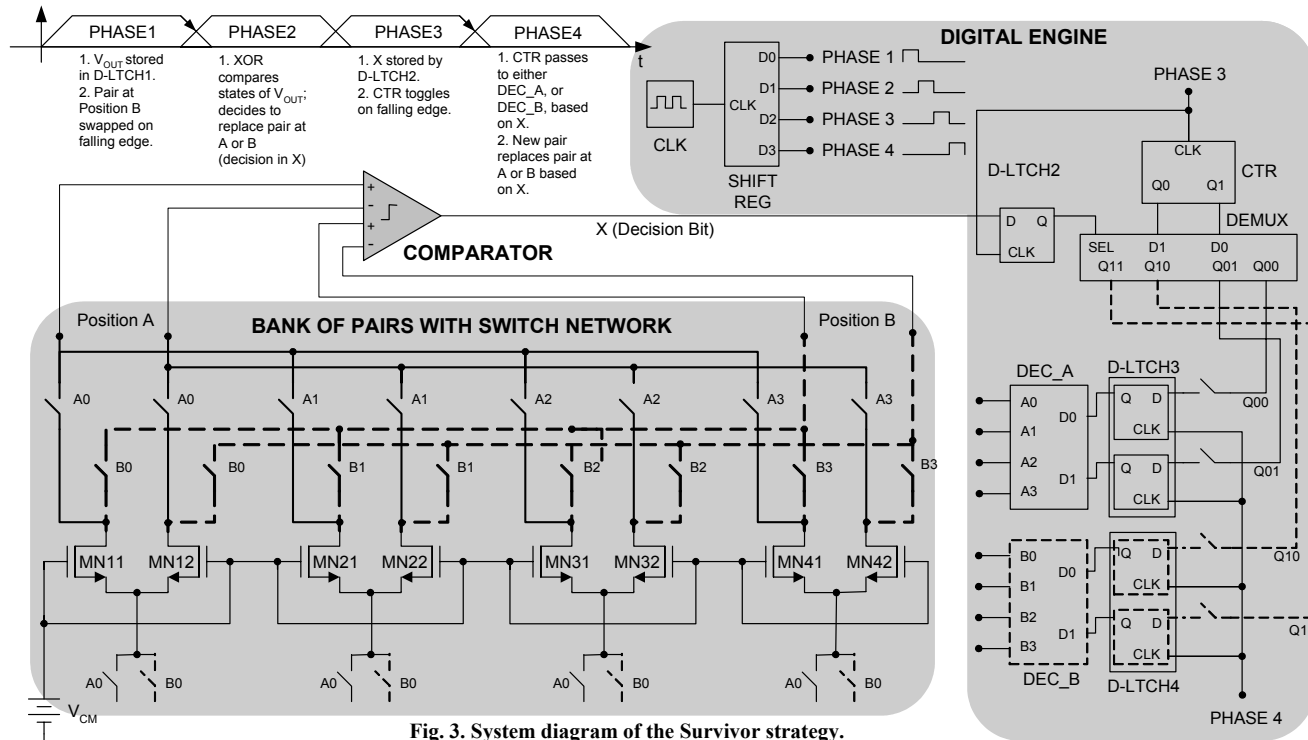 PHASE1
PHASE2
PHASE3
PHASE4
t
1. VOUT stored
in D-LTCH1.
2. Pair at
Position B
swapped on
falling edge.
1. XOR
compares
states of VOUT;
decides to
replace pair at
A or B
(decision in X)
1. X stored by
D-LTCH2.
2. CTR toggles
on falling edge.
1. CTR passes
to either
DEC_A, or
DEC_B, based
on X.
2. New pair
replaces pair at
A or B based
on X.
DIGITAL ENGINE
CLK
CLK
D0
D1
D2
D3
SHIFT
REG
PHASE 1
PHASE 2
PHASE 3
PHASE 4
PHASE 3
CLK
Q0 Q1
CTR
D-LTCH2
D Q
CLK
DEMUX
SEL D1 D0
Q11 Q10 Q01 Q00
+
-
+
-
COMPARATOR
X (Decision Bit)
Position A
BANK OF PAIRS WITH SWITCH NETWORK
Position B
A0 A0 A1 A1 A2 A2 A3 A3
B0 B0 B1 B1 B2 B2 B3 B3
MN11 MN12 MN21 MN22 MN31 MN32 MN41 MN42
A0 B0 A0 B0 A0 B0 A0 B0
VCM
DEC_A
A0
A1
A2
A3
D0
D1
D-LTCH3
Q D
CLK
Q D
CLK
Q00
Q01
B0
B1
B2
B3
D0
D1
DEC_B
Q D
CLK
Q D
CLK
D-LTCH4
Q10
Q1
PHASE 4
Fig. 3. System diagram of the Survivor strategy.